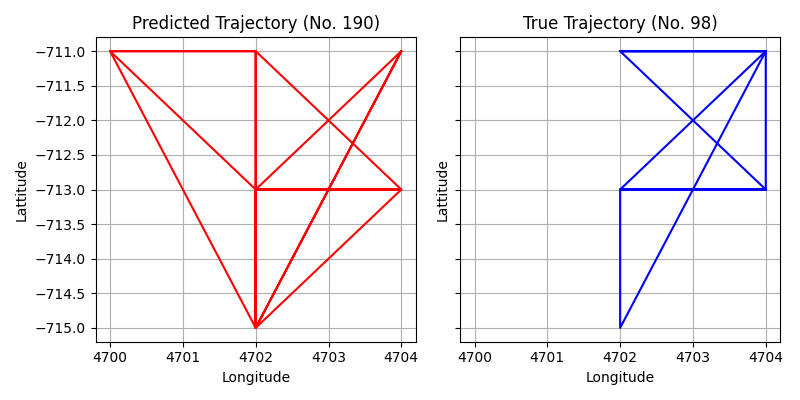 Predicted Trajectory (No. 190)
True Trajectory (No. 98)
Lattitude
−711.0
−711.5
−712.0
−712.5
−713.0
−713.5
−714.0
−714.5
−715.0
4700 4701 4702 4703 4704
Longitude
Lattitude
4700 4701 4702 4703 4704
Longitude